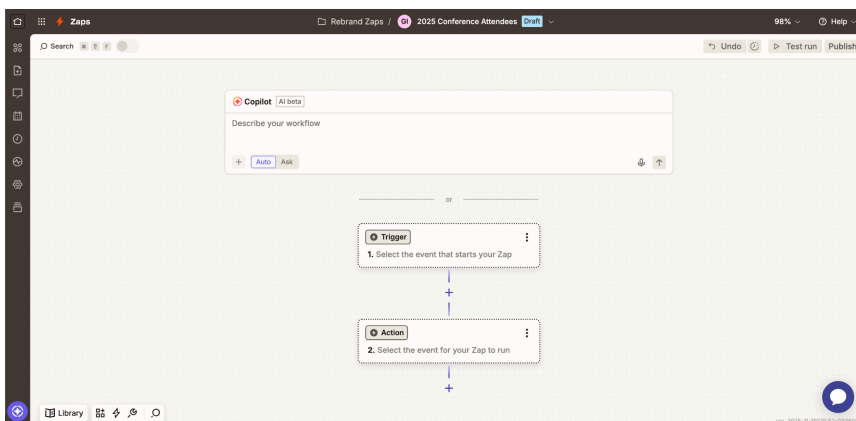 Zaps
Rebrand Zaps / GI 2025 Conference Attendees Draft
98%
Help
Search ⌘ ⇧ F
Undo
Test run
Publish
Copilot AI beta
Describe your workflow
Auto Ask
or
Trigger
1. Select the event that starts your Zap
Action
2. Select the event for your Zap to run
Library